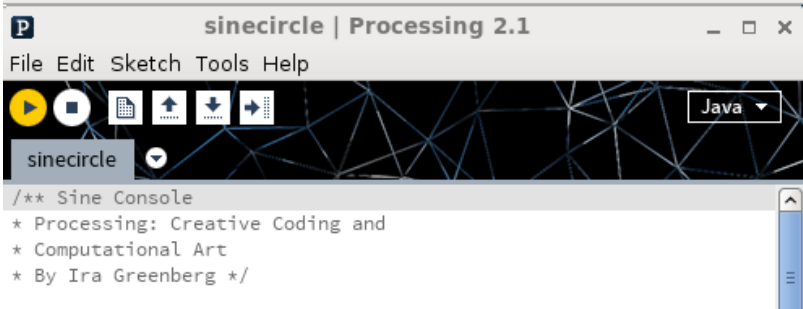 P
sinecircle | Processing 2.1
File Edit Sketch Tools Help
Java
sinecircle
/** Sine Console
* Processing: Creative Coding and
* Computational Art
* By Ira Greenberg */